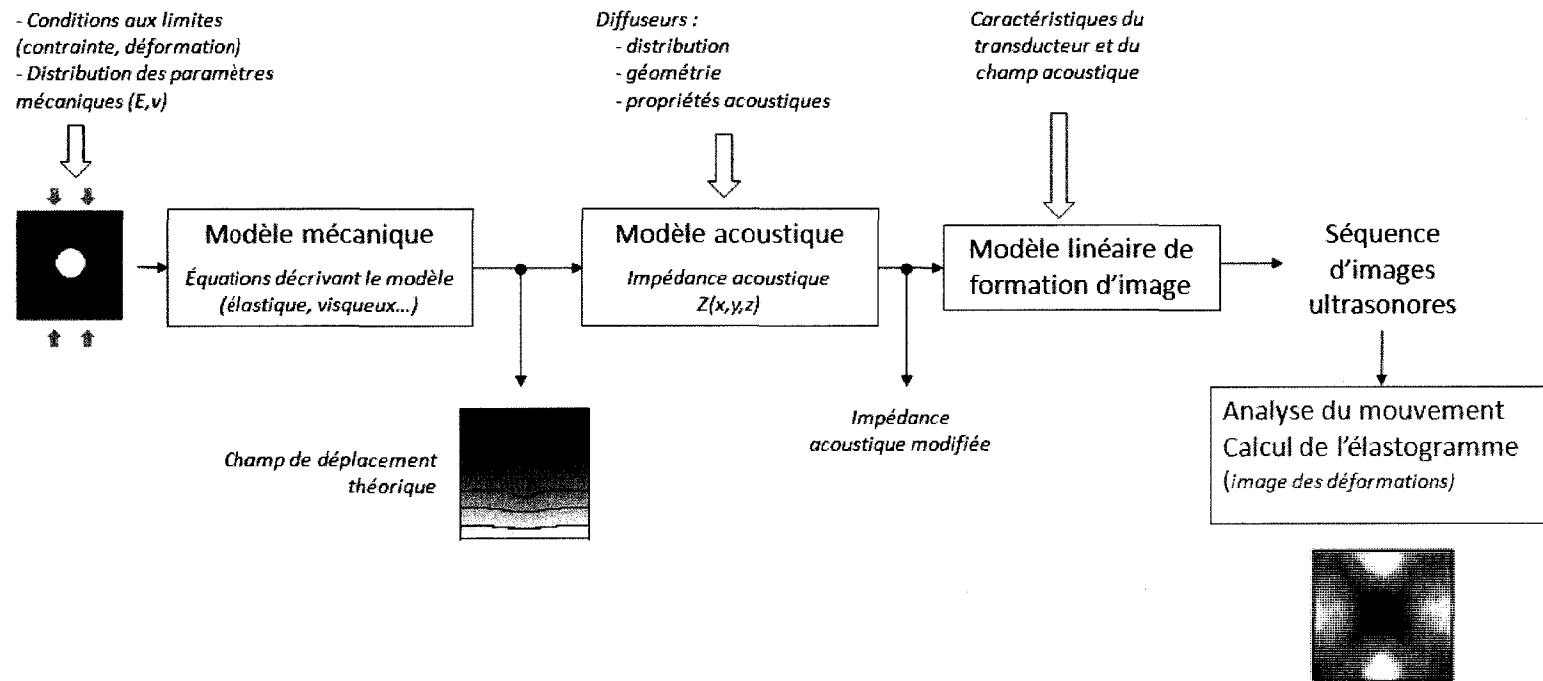 - Conditions aux limites
(contrainte, déformation)
- Distribution des paramètres
mécaniques (E,ν)
Diffuseurs :
- distribution
- géométrie
- propriétés acoustiques
Caractéristiques du
transducteur et du
champ acoustique
Modèle mécanique
Équations décrivant le modèle
(élastique, visqueux...)
Modèle acoustique
Impédance acoustique
Z(x,y,z)
Modèle linéaire de
formation d'image
Séquence
d'images
ultrasonores
Champ de déplacement
théorique
Impédance
acoustique modifiée
Analyse du mouvement
Calcul de l'élastogramme
(image des déformations)